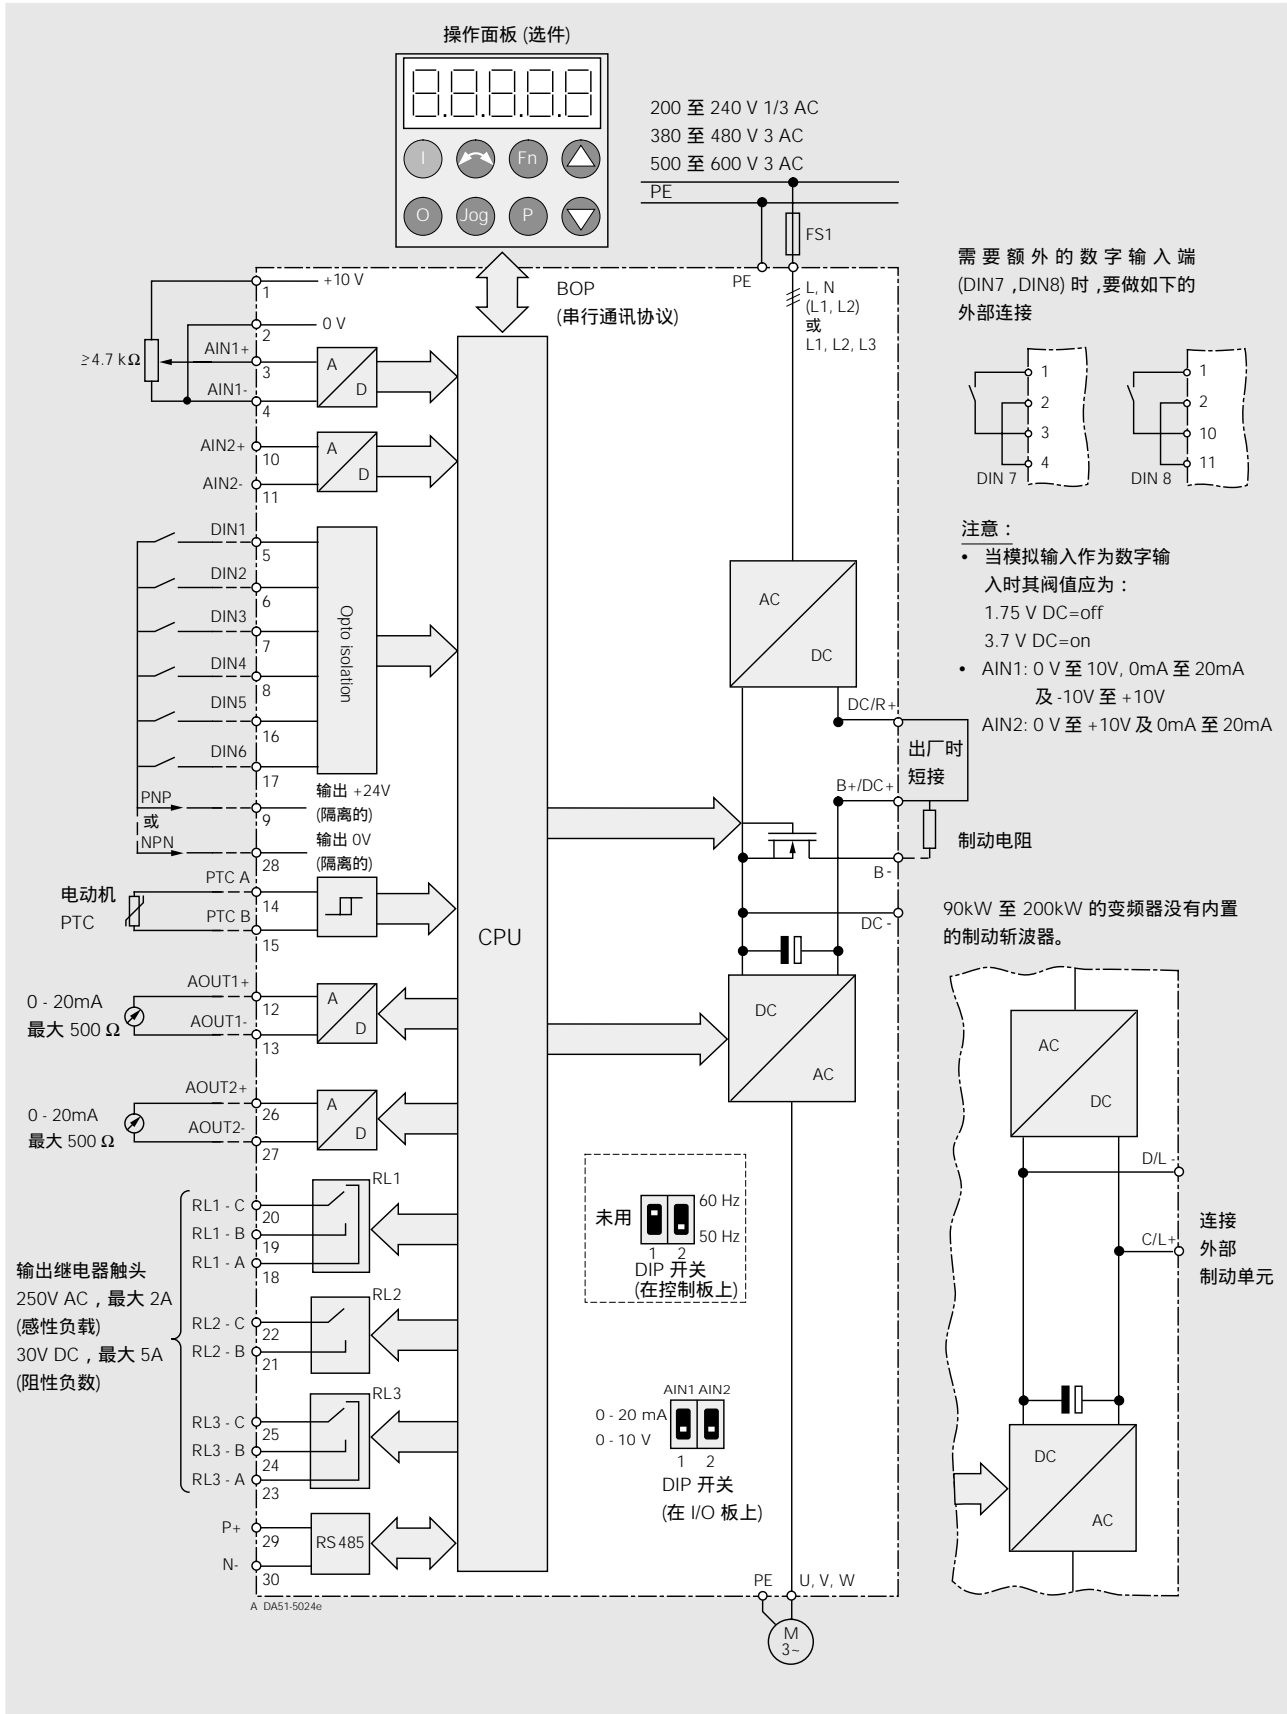 操作面板 (选件)
I
Fn
O
Jog
P
200 至 240 V 1/3 AC
380 至 480 V 3 AC
500 至 600 V 3 AC
PE
FS1
PE
L, N
(L1, L2)
或
L1, L2, L3
BOP
(串行通讯协议)
+10 V
1
0 V
2
≥4.7 kΩ
AIN1+
3
AIN1-
4
A
D
AIN2+
10
AIN2-
11
A
D
DIN1
5
DIN2
6
DIN3
7
DIN4
8
DIN5
16
DIN6
17
Opto isolation
PNP
或
NPN
9
输出 +24V
(隔离的)
输出 0V
(隔离的)
28
电动机
PTC
PTC A
14
PTC B
15
CPU
0 - 20mA
最大 500 Ω
AOUT1+
12
AOUT1-
13
A
D
0 - 20mA
最大 500 Ω
AOUT2+
26
AOUT2-
27
A
D
输出继电器触头
250V AC，最大 2A
(感性负载)
30V DC，最大 5A
(阻性负数)
RL1
RL1 - C
20
RL1 - B
19
RL1 - A
18
RL2
RL2 - C
22
RL2 - B
21
RL3
RL3 - C
25
RL3 - B
24
RL3 - A
23
P+
29
N-
30
RS485
A DA51-5024e
AC
DC
DC/R+
B+/DC+
出厂时
短接
B-
制动电阻
DC-
DC
AC
未用
60 Hz
50 Hz
1 2
DIP 开关
(在控制板上)
AIN1 AIN2
0 - 20 mA
0 - 10 V
1 2
DIP 开关
(在 I/O 板上)
PE
U, V, W
M
3~
需要额外的数字输入端
(DIN7 ,DIN8) 时 ,要做如下的
外部连接
1
2
3
4
DIN 7
1
2
10
11
DIN 8
注意：
• 当模拟输入作为数字输
入时其阀值应为：
1.75 V DC=off
3.7 V DC=on
• AIN1: 0 V 至 10V, 0mA 至 20mA
及 -10V 至 +10V
AIN2: 0 V 至 +10V 及 0mA 至 20mA
90kW 至 200kW 的变频器没有内置
的制动斩波器。
AC
DC
D/L -
C/L+
连接
外部
制动单元
DC
AC